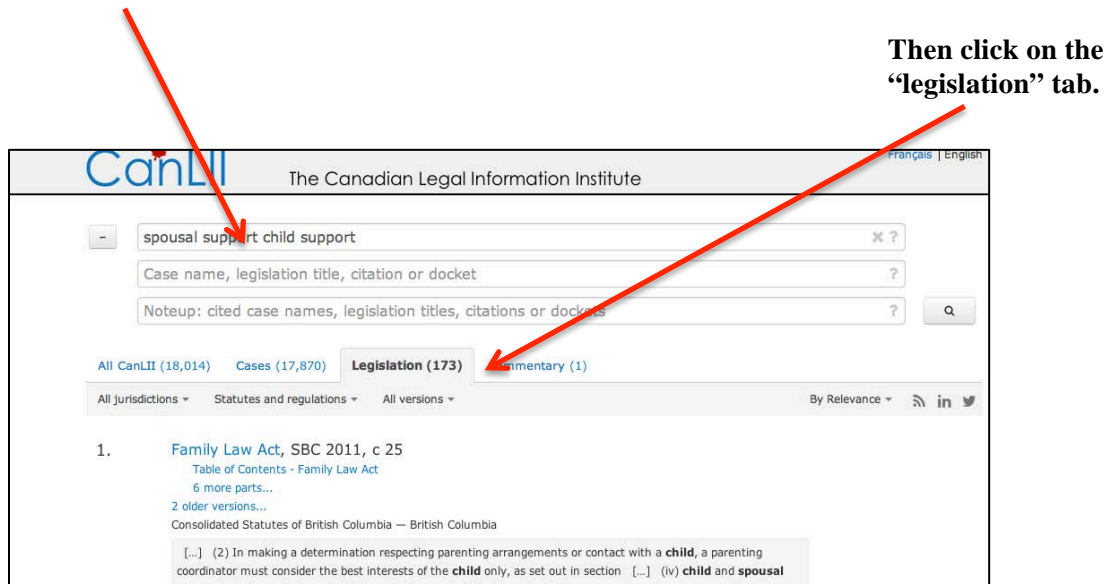 Then click on the
“legislation” tab.
CanLII
The Canadian Legal Information Institute
Français | English
- spousal support child support ?
Case name, legislation title, citation or docket ?
Noteup: cited case names, legislation titles, citations or dockets ?
All CanLII (18,014) Cases (17,870) Legislation (173) Commentary (1)
All jurisdictions Statutes and regulations All versions By Relevance in
1. Family Law Act, SBC 2011, c 25
Table of Contents - Family Law Act
6 more parts...
2 older versions...
Consolidated Statutes of British Columbia — British Columbia
[...] (2) In making a determination respecting parenting arrangements or contact with a child, a parenting
coordinator must consider the best interests of the child only, as set out in section [...] (iv) child and spousal